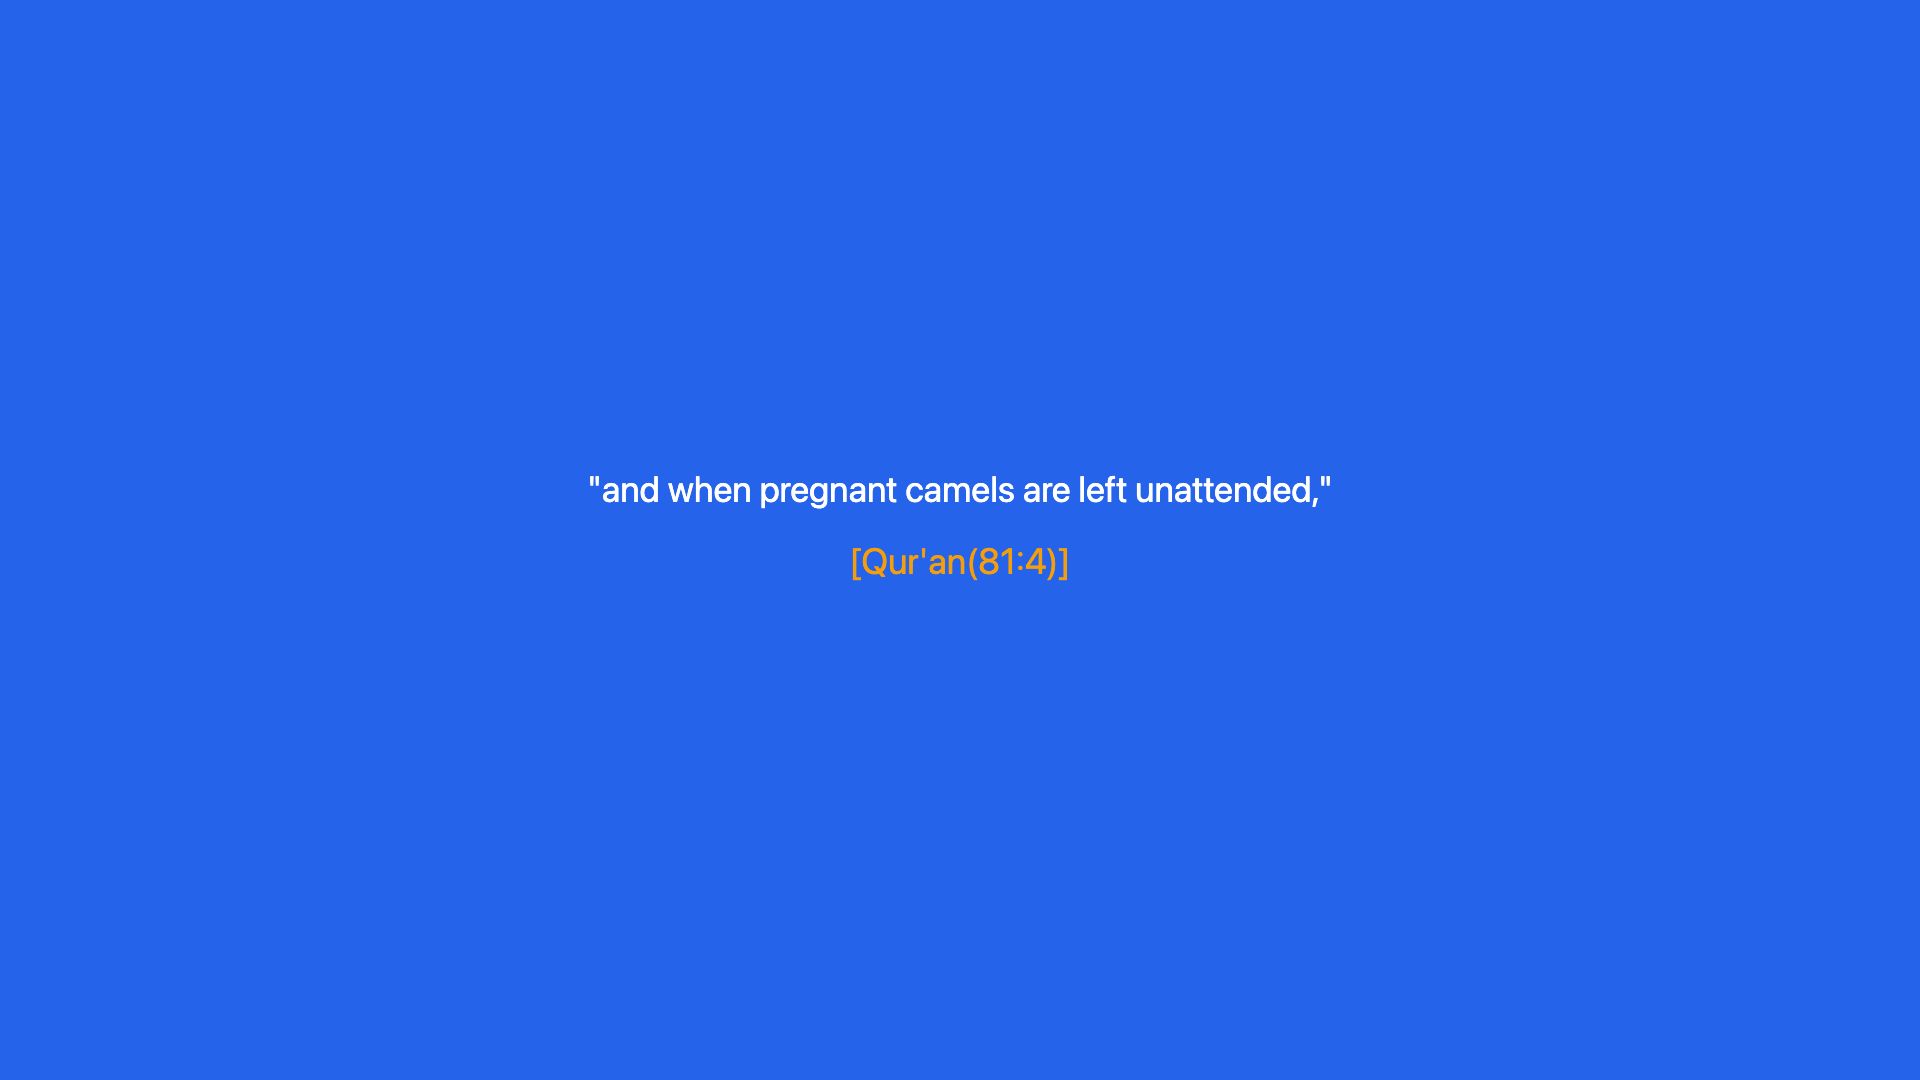 "and when pregnant camels are left unattended,"
[Qur'an(81:4)]